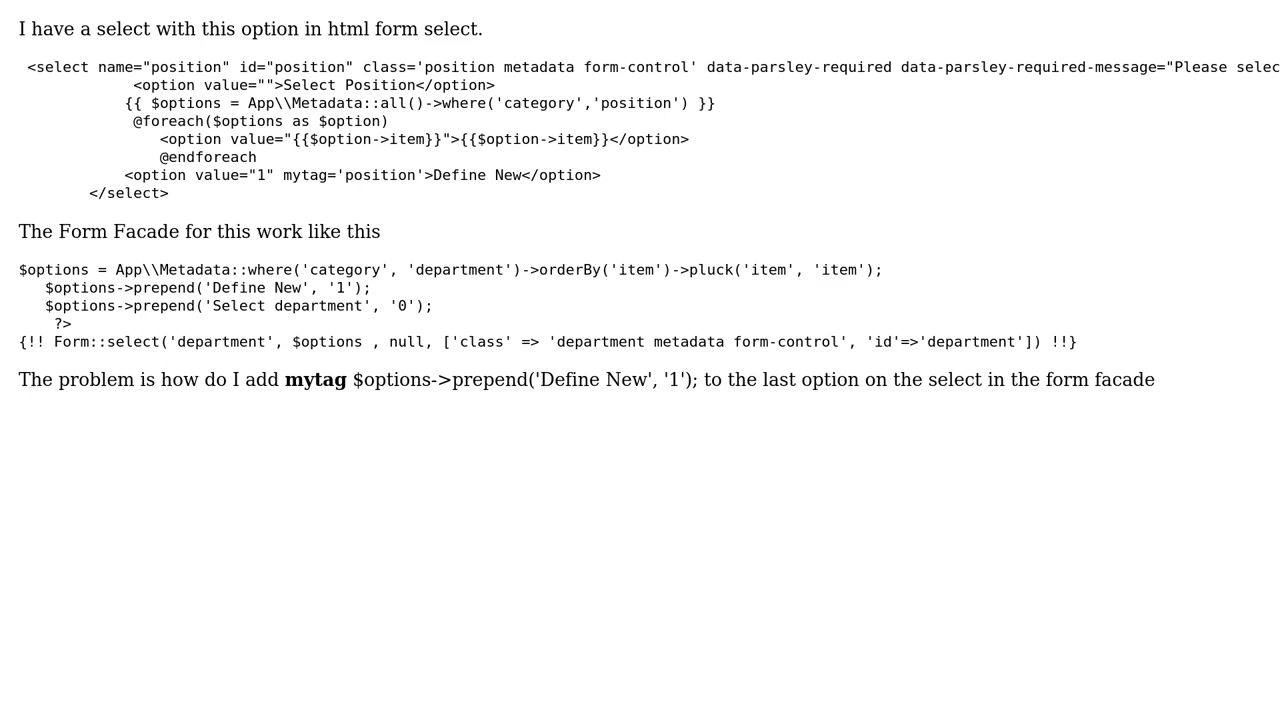 I have a select with this option in html form select.
<select name="position" id="position" class='position metadata form-control' data-parsley-required data-parsley-required-message="Please selec
<option value="">Select Position</option>
{{ $options = App\\Metadata::all()->where('category','position') }}
@foreach($options as $option)
<option value="{{$option->item}}">{{$option->item}}</option>
@endforeach
<option value="1" mytag='position'>Define New</option>
</select>
The Form Facade for this work like this
$options = App\\Metadata::where('category', 'department')->orderBy('item')->pluck('item', 'item');
$options->prepend('Define New', '1');
$options->prepend('Select department', '0');
?>
{!! Form::select('department', $options , null, ['class' => 'department metadata form-control', 'id'=>'department']) !!}
The problem is how do I add mytag $options->prepend('Define New', '1'); to the last option on the select in the form facade